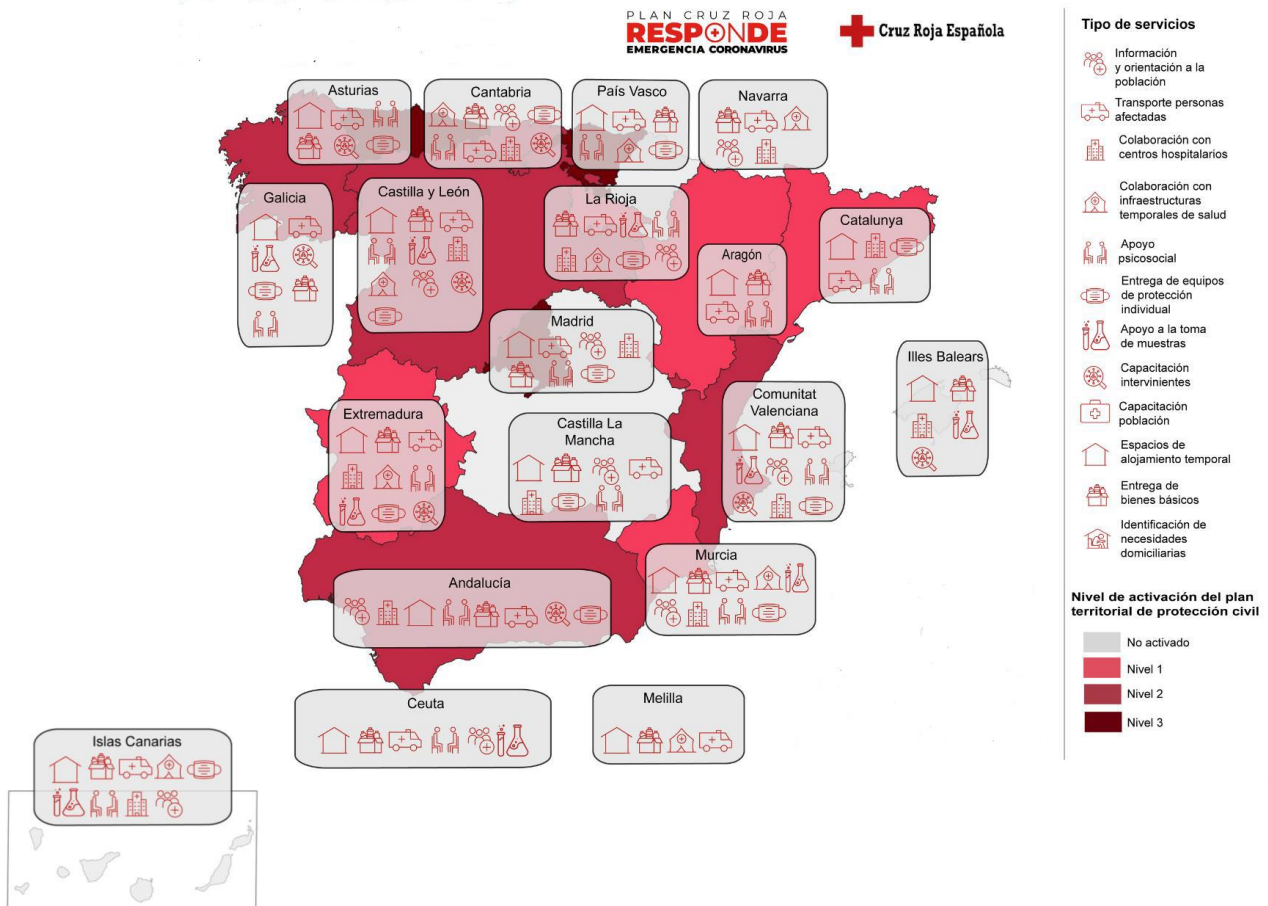 PLAN CRUZ ROJA
RESPONDE
EMERGENCIA CORONAVIRUS
Cruz Roja Española
Asturias
Cantabria
País Vasco
Navarra
Galicia
Castilla y León
La Rioja
Aragón
Catalunya
Madrid
Illes Balears
Extremadura
Castilla La
Mancha
Comunitat
Valenciana
Murcia
Andalucía
Ceuta
Melilla
Islas Canarias
Tipo de servicios
Información
y orientación a la
población
Transporte personas
afectadas
Colaboración con
centros hospitalarios
Colaboración con
infraestructuras
temporales de salud
Apoyo
psicosocial
Entrega de equipos
de protección
individual
Apoyo a la toma
de muestras
Capacitación
intervinientes
Capacitación
población
Espacios de
alojamiento temporal
Entrega de
bienes básicos
Identificación de
necesidades
domiciliarias
Nivel de activación del plan
territorial de protección civil
No activado
Nivel 1
Nivel 2
Nivel 3